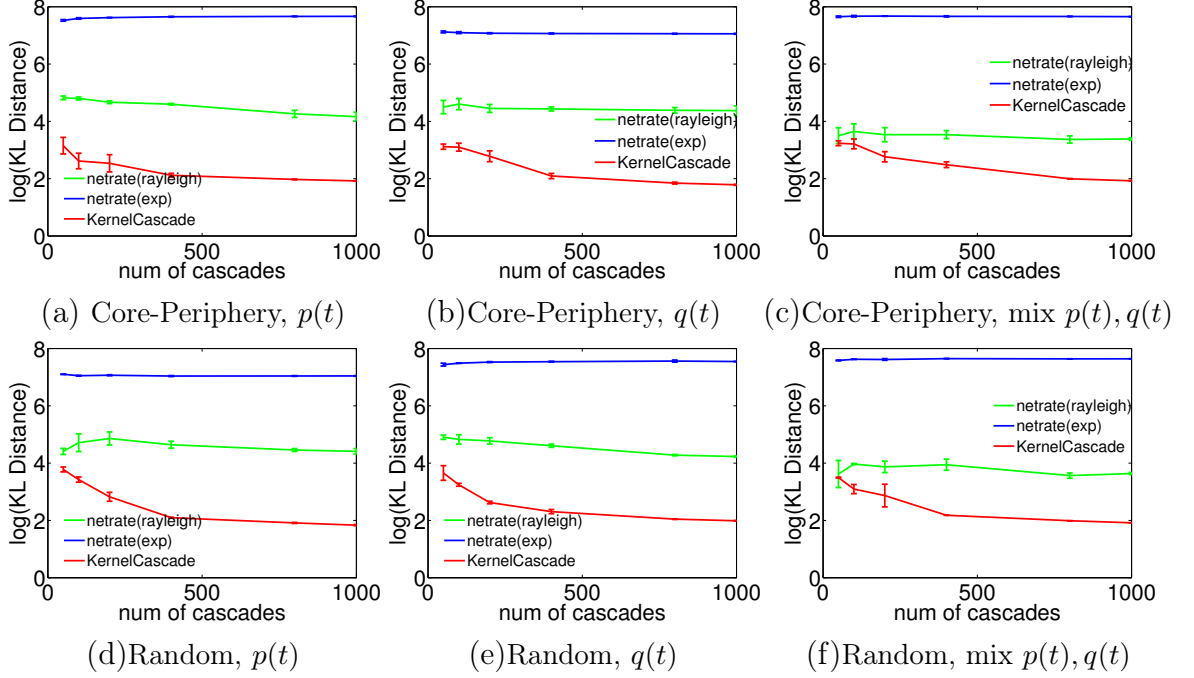 8
6
4
2
0
log(KL Distance)
netrate(rayleigh)
netrate(exp)
KernelCascade
0
500
1000
num of cascades
(a) Core-Periphery, p(t)
8
6
4
2
0
log(KL Distance)
netrate(rayleigh)
netrate(exp)
KernelCascade
0
500
1000
num of cascades
(b)Core-Periphery, q(t)
8
6
4
2
0
log(KL Distance)
netrate(rayleigh)
netrate(exp)
KernelCascade
0
500
1000
num of cascades
(c)Core-Periphery, mix p(t), q(t)
8
6
4
2
0
log(KL Distance)
netrate(rayleigh)
netrate(exp)
KernelCascade
0
500
1000
num of cascades
(d)Random, p(t)
8
6
4
2
0
log(KL Distance)
netrate(rayleigh)
netrate(exp)
KernelCascade
0
500
1000
num of cascades
(e)Random, q(t)
8
6
4
2
0
log(KL Distance)
netrate(rayleigh)
netrate(exp)
KernelCascade
0
500
1000
num of cascades
(f)Random, mix p(t), q(t)